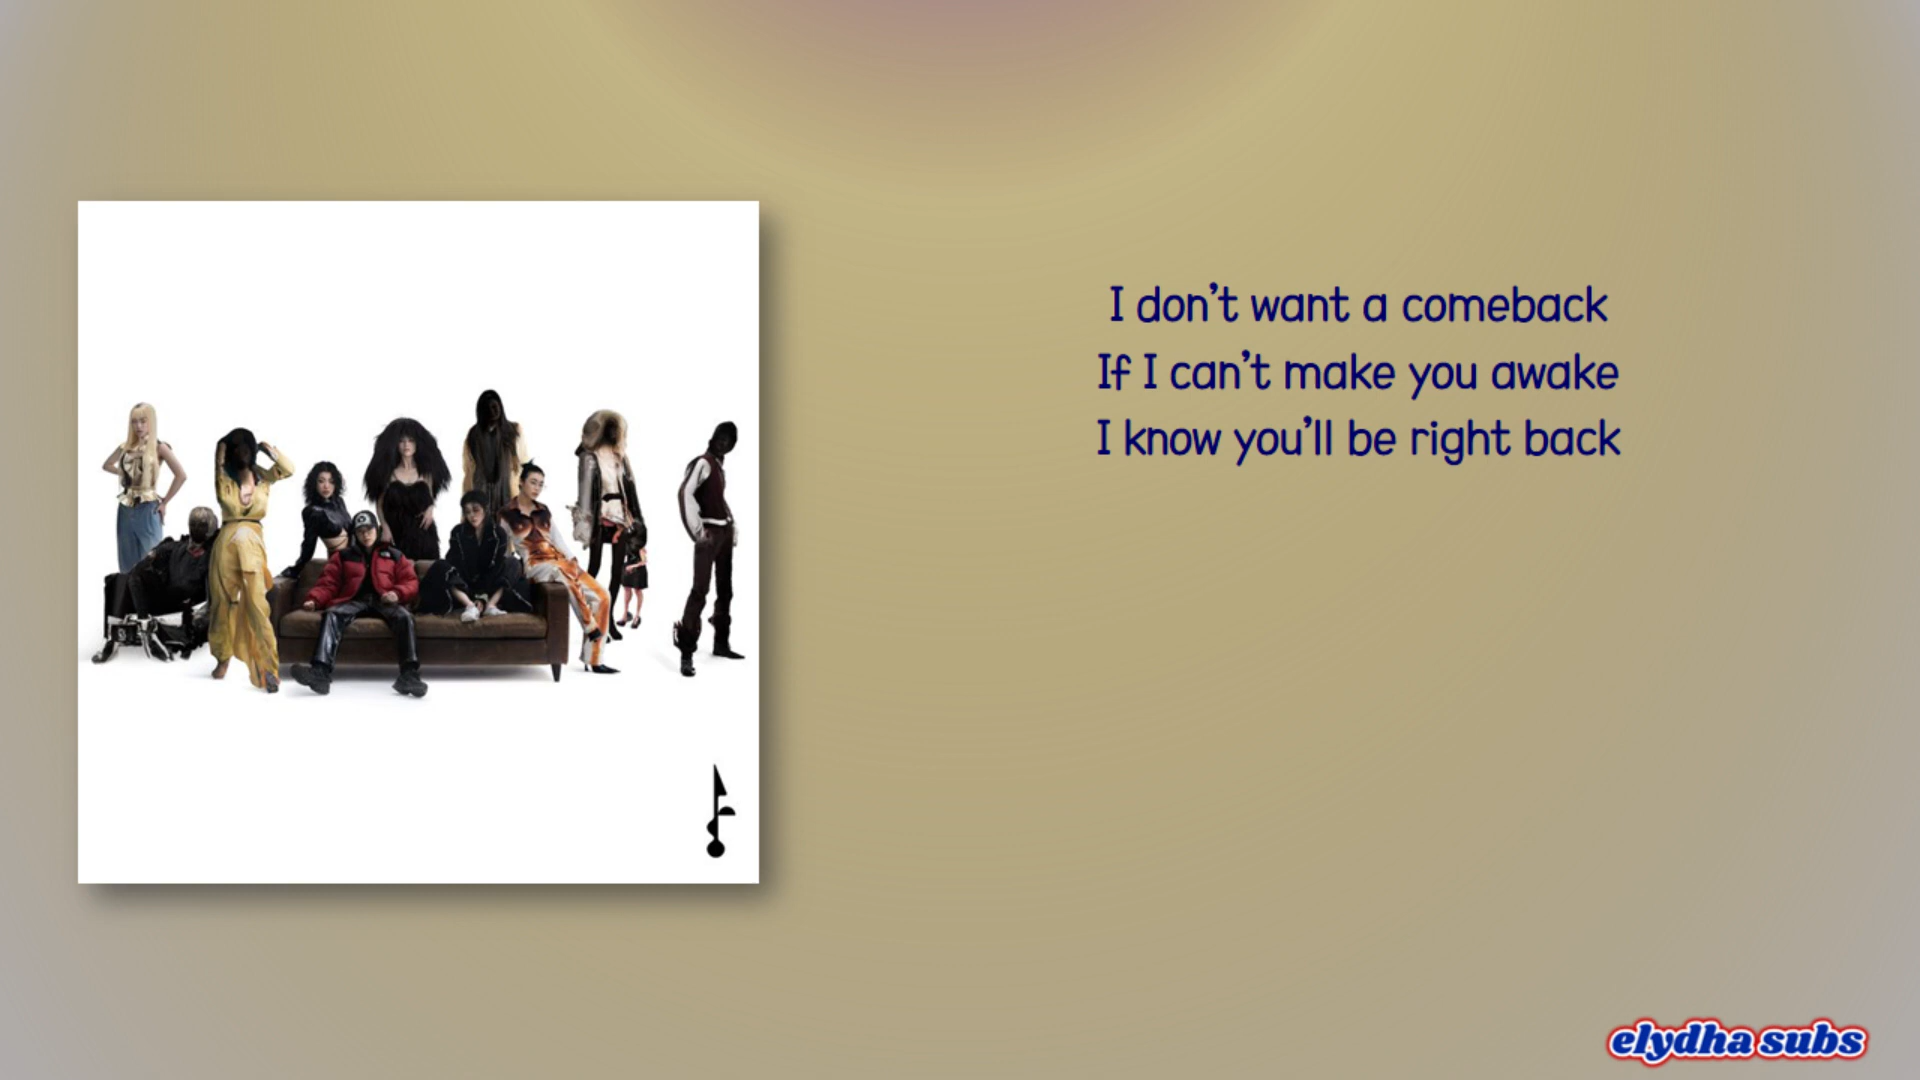 I don’t want a comeback
If I can’t make you awake
I know you’ll be right back
elydha subs